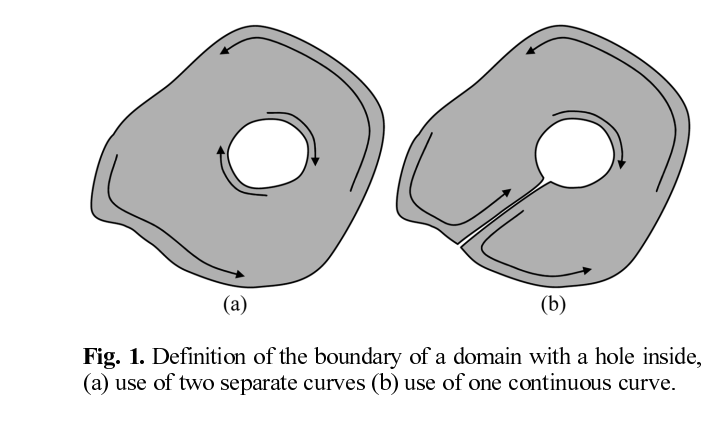 (a) (b)
Fig. 1. Definition of the boundary of a domain with a hole inside,
(a) use of two separate curves (b) use of one continuous curve.